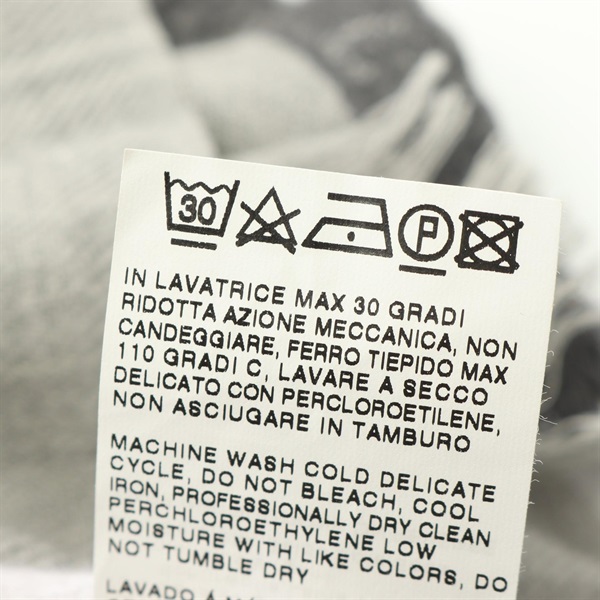 30 P
IN LAVATRICE MAX 30 GRADI
RIDOTTA AZIONE MECCANICA, NON
CANDEGGIARE, FERRO TIEPIDO MAX
110 GRADI C, LAVARE A SECCO
DELICATO CON PERCLOROETILENE,
NON ASCIUGARE IN TAMBURO
MACHINE WASH COLD DELICATE
CYCLE, DO NOT BLEACH, COOL
IRON, PROFESSIONALLY DRY CLEAN
PERCHLOROETHYLENE LOW
MOISTURE WITH LIKE COLORS, DO
NOT TUMBLE DRY
LAVADO A